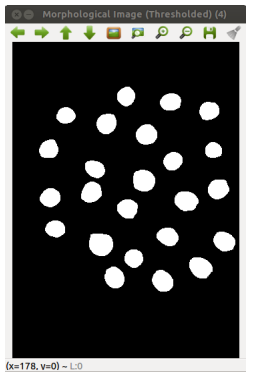 Morphological Image (Thresholded) (4)
(x=178, y=0) ~ L:0